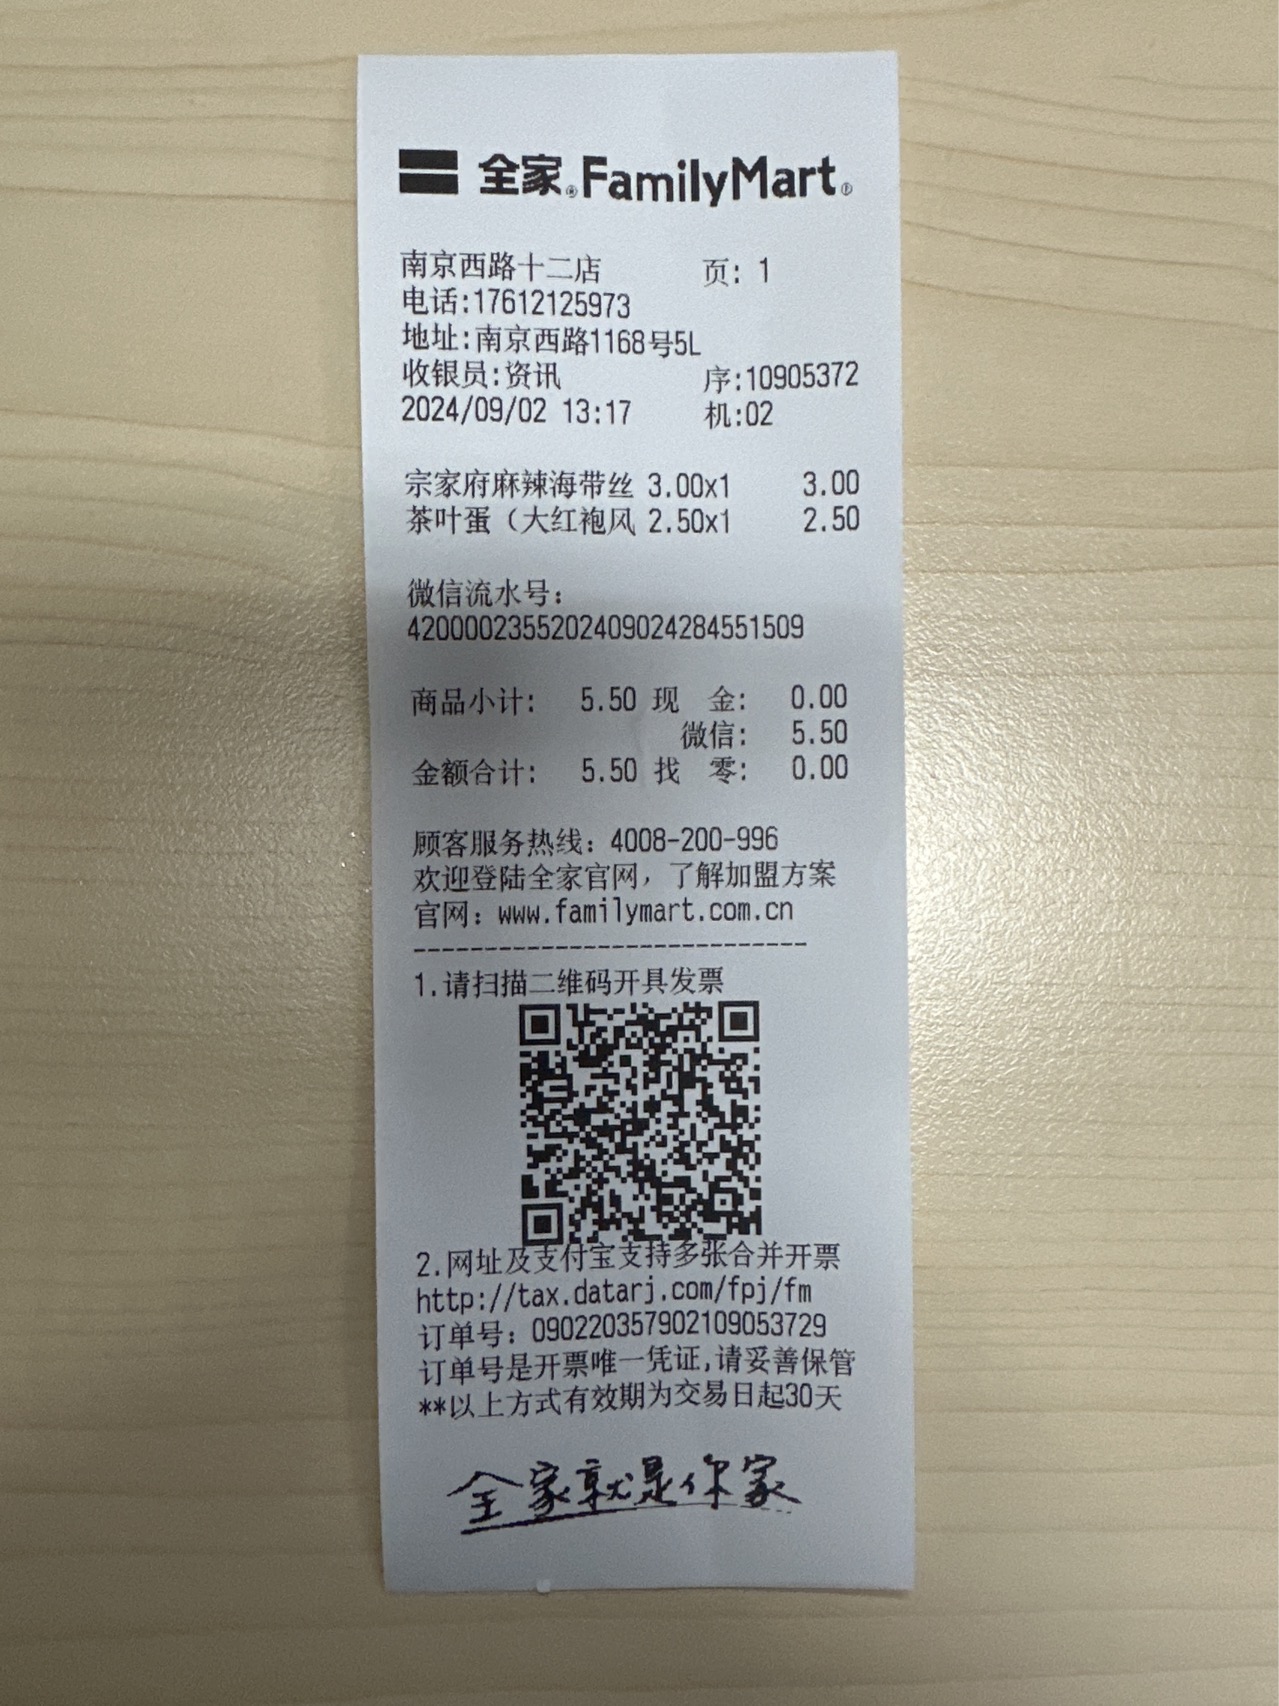 全家®FamilyMart®
南京西路十二店 页: 1
电话:17612125973
地址:南京西路1168号5L
收银员:资讯 序:10905372
2024/09/02 13:17 机:02
宗家府麻辣海带丝 3.00x1 3.00
茶叶蛋（大红袍风 2.50x1 2.50
微信流水号：
4200002355202409024284551509
商品小计: 5.50 现 金: 0.00
微信: 5.50
金额合计: 5.50 找 零: 0.00
顾客服务热线：4008-200-996
欢迎登陆全家官网，了解加盟方案
官网：www.familymart.com.cn
----------------------------
1.请扫描二维码开具发票
2.网址及支付宝支持多张合并开票
http://tax.datarj.com/fpj/fm
订单号：090220357902109053729
订单号是开票唯一凭证,请妥善保管
**以上方式有效期为交易日起30天
全家就是你家